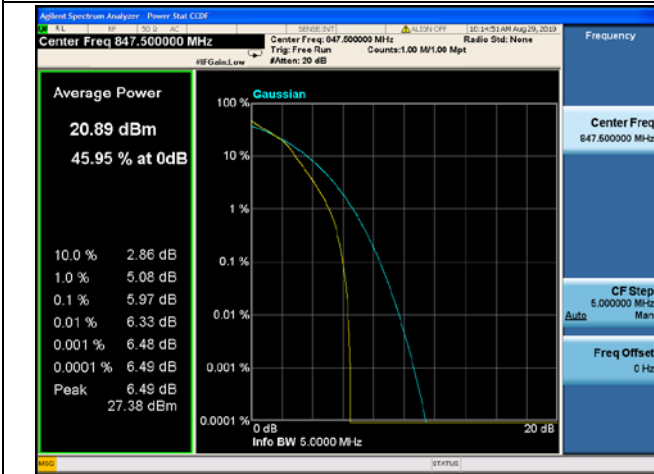 Agilent Spectrum Analyzer - Power Stat CCDF
RL RF 50 Ω AC SENSE:INT ALIGN OFF 10:14:51 AM Aug 29, 2019
Center Freq 847.500000 MHz
Center Freq: 847.500000 MHz Radio Std: None
Trig: Free Run Counts:1.00 M/1.00 Mpt
#IFGain:Low #Atten: 20 dB
Frequency
Average Power
20.89 dBm
45.95 % at 0dB
10.0 % 2.86 dB
1.0 % 5.08 dB
0.1 % 5.97 dB
0.01 % 6.33 dB
0.001 % 6.48 dB
0.0001 % 6.49 dB
Peak 6.49 dB
27.38 dBm
Gaussian
100 %
10 %
1 %
0.1 %
0.01 %
0.001 %
0.0001 %
0 dB 20 dB
Info BW 5.0000 MHz
Center Freq
847.500000 MHz
CF Step
5.000000 MHz
Auto Man
Freq Offset
0 Hz
MSG STATUS